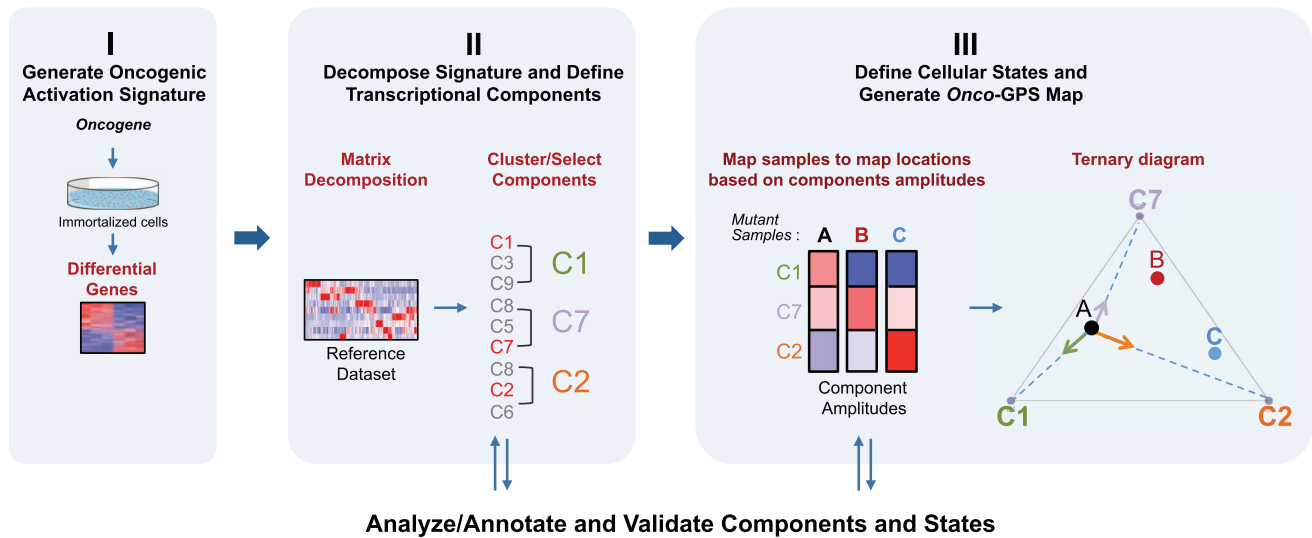 I
Generate Oncogenic
Activation Signature
Oncogene
Immortalized cells
Differential
Genes
II
Decompose Signature and Define
Transcriptional Components
Matrix
Decomposition
Reference
Dataset
Cluster/Select
Components
C1
C3
C9
C1
C8
C5
C7
C7
C8
C2
C6
C2
III
Define Cellular States and
Generate Onco-GPS Map
Map samples to map locations
based on components amplitudes
Mutant
Samples :
A B C
C1
C7
C2
Component
Amplitudes
Ternary diagram
C7
B
A
C
C1
C2
Analyze/Annotate and Validate Components and States